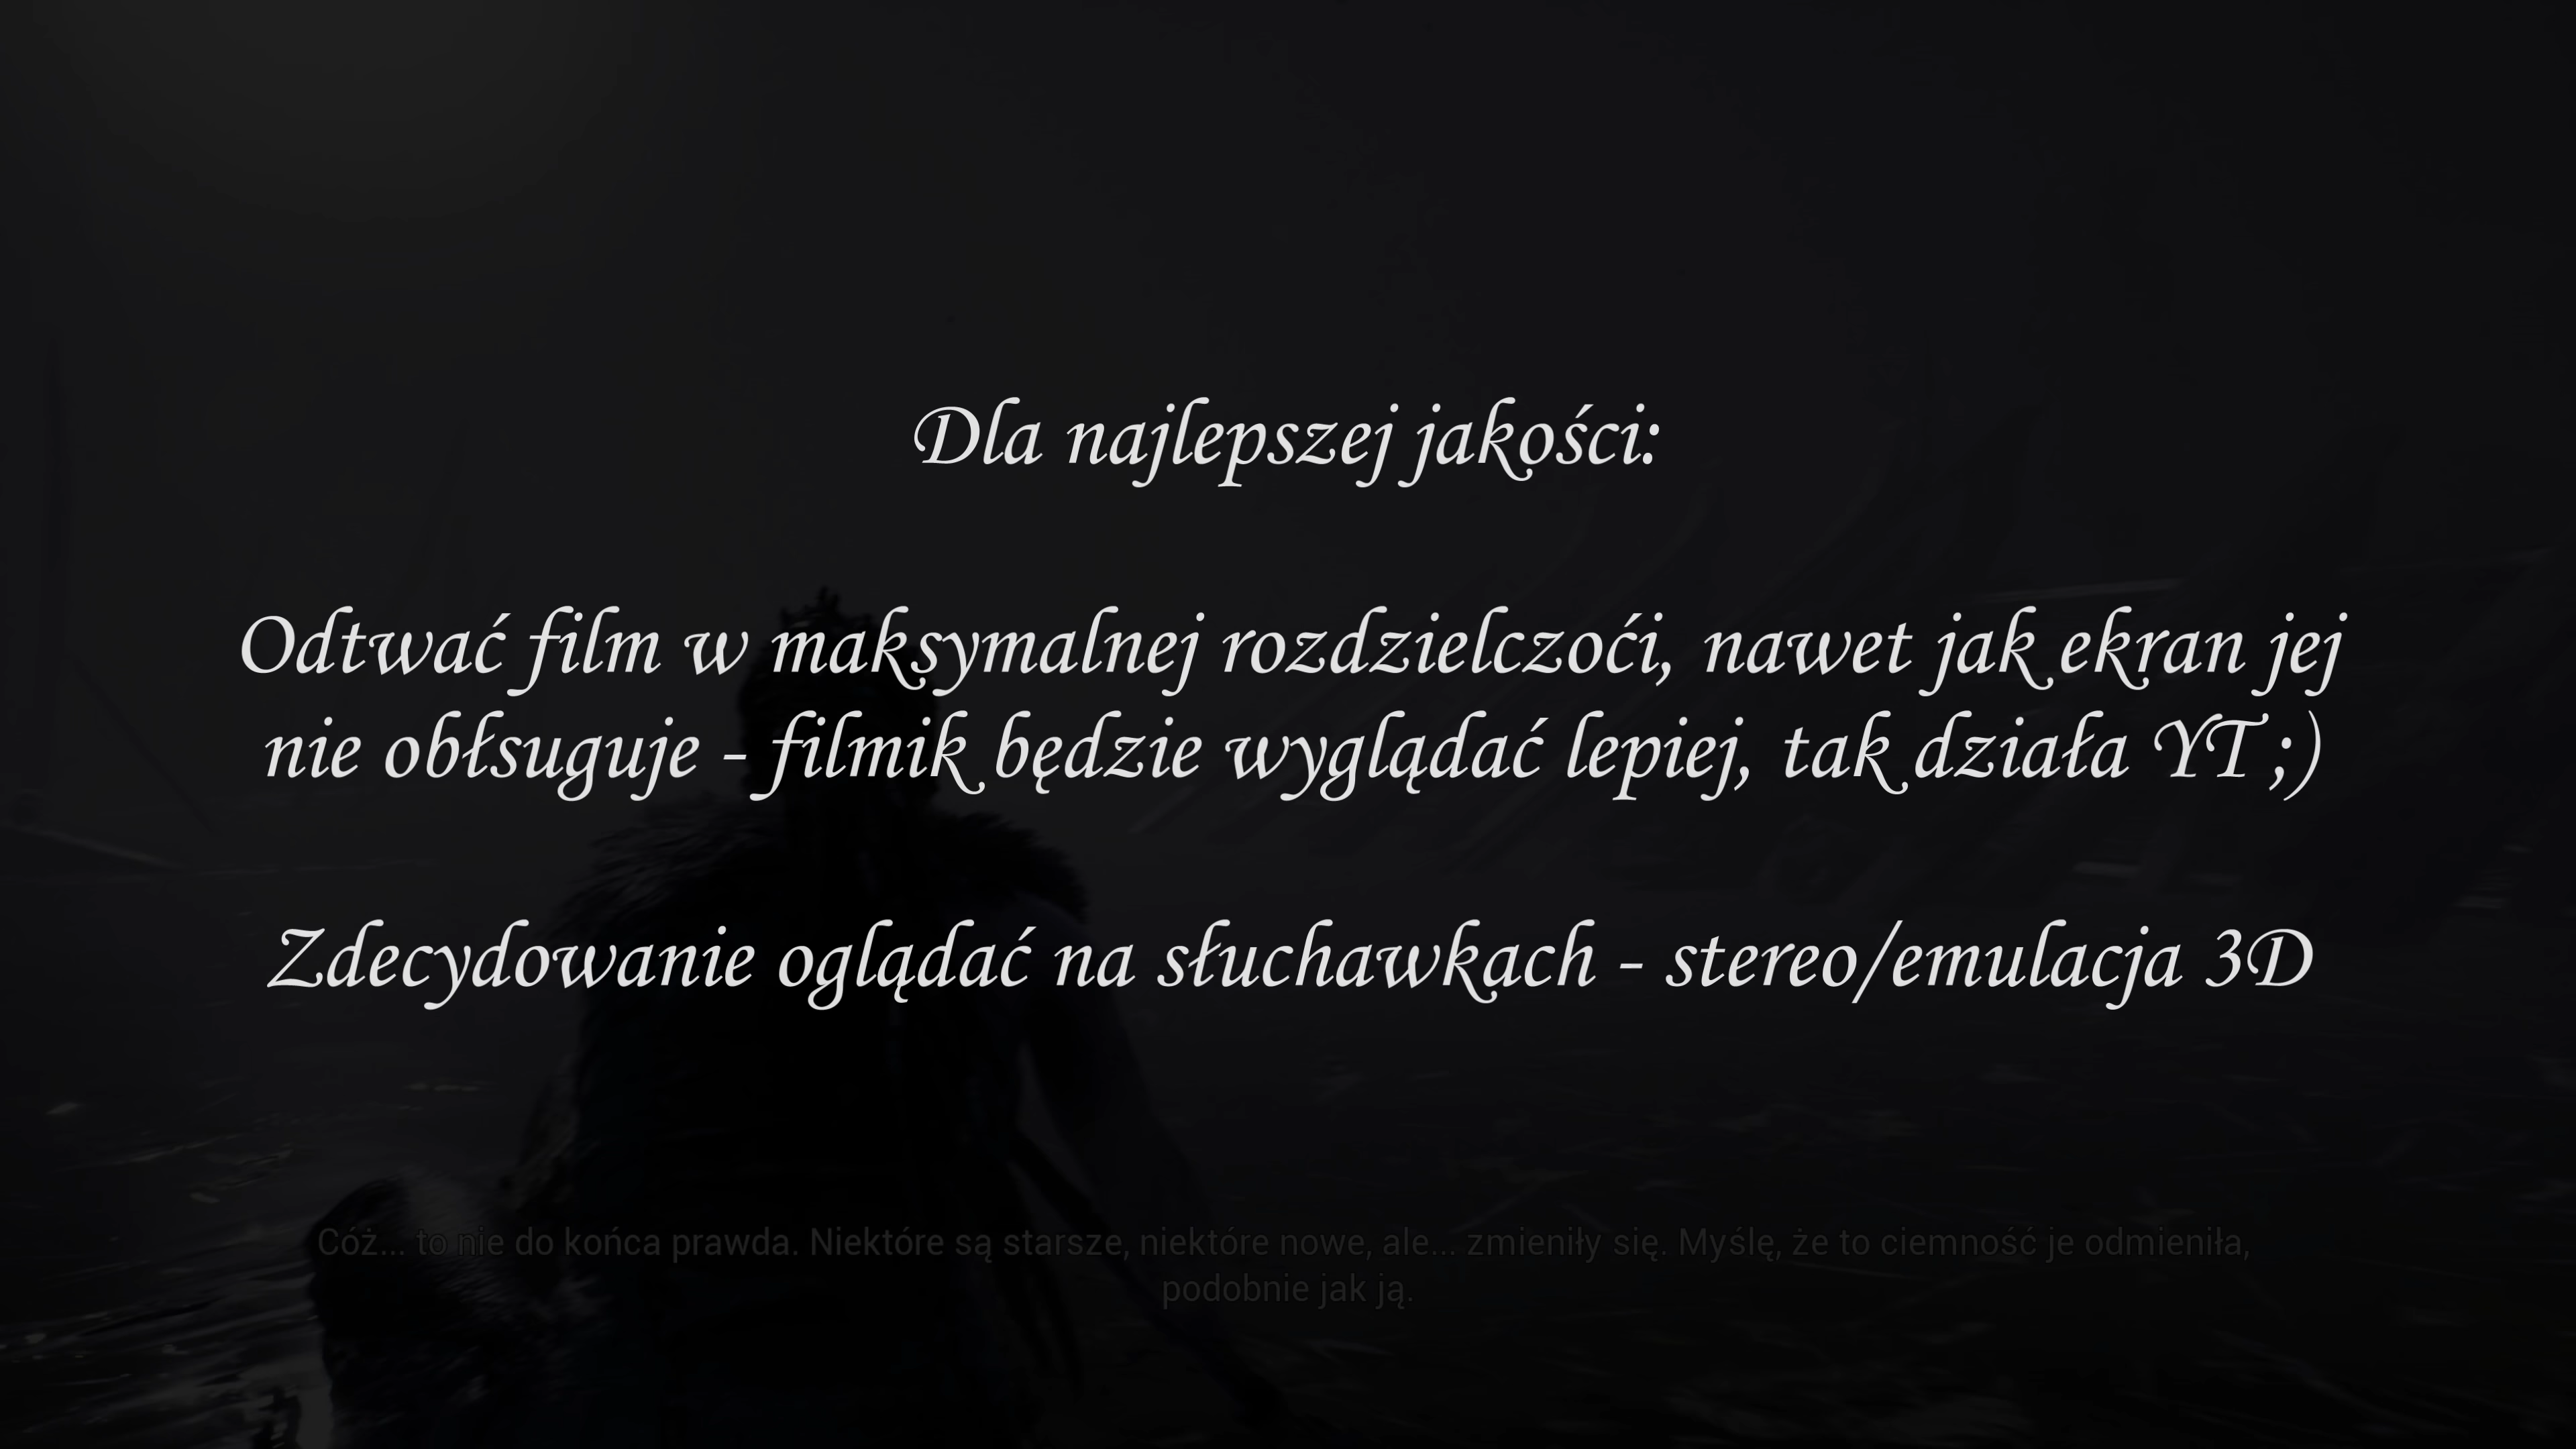 Dla najlepszej jakości:
Odtwać film w maksymalnej rozdzielczoći, nawet jak ekran jej
nie obłsuguje - filmik będzie wyglądać lepiej, tak działa YT ;)
Zdecydowanie oglądać na słuchawkach - stereo/emulacja 3D
Cóż... to nie do końca prawda. Niektóre są starsze, niektóre nowe, ale... zmieniły się. Myślę, że to ciemność je odmieniła,
podobnie jak ją.